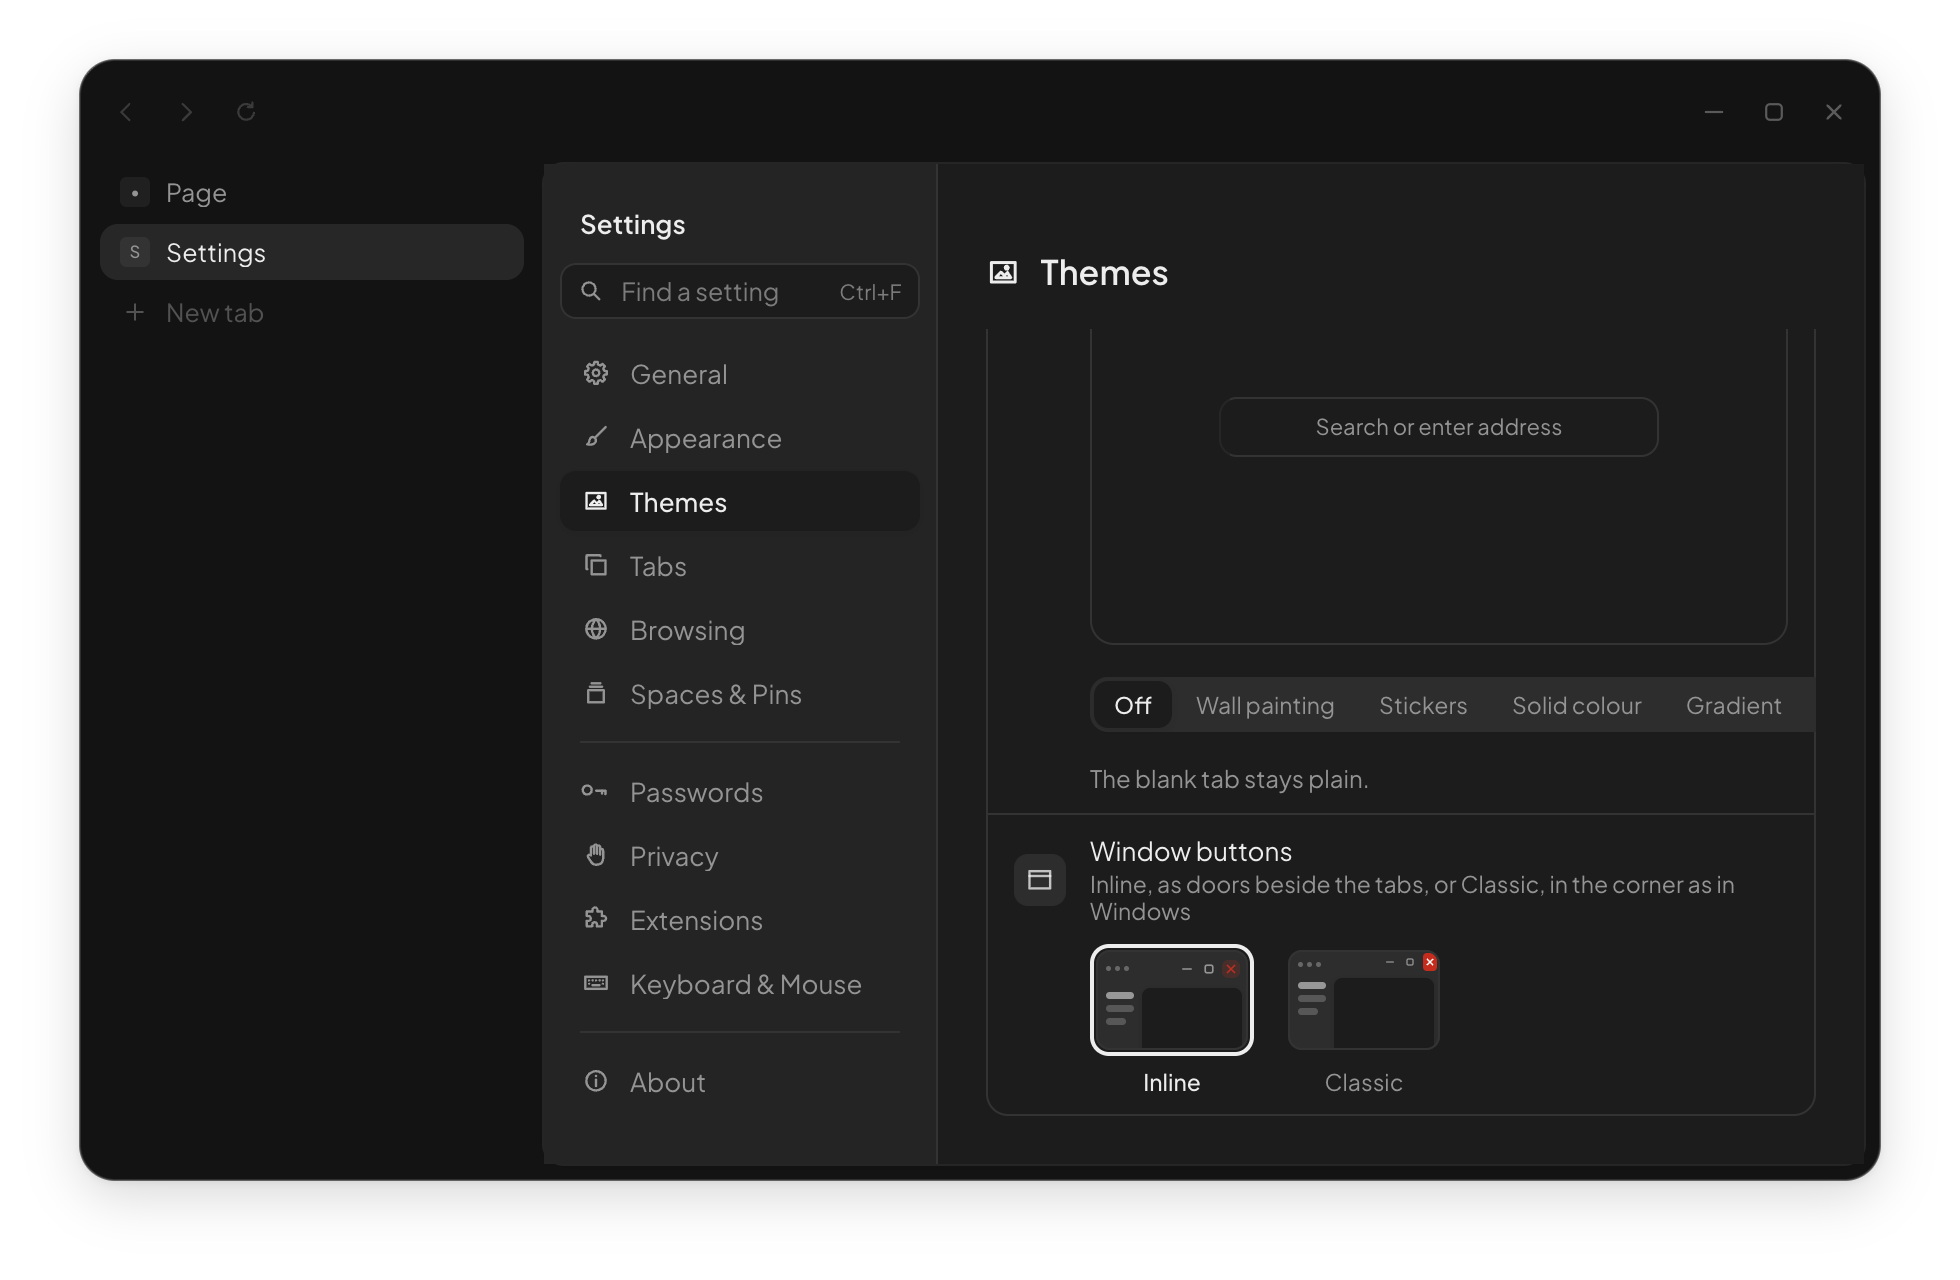 Page
S
Settings
New tab
Settings
Find a setting
Ctrl+F
General
Appearance
Themes
Tabs
Browsing
Spaces & Pins
Passwords
Privacy
Extensions
Keyboard & Mouse
About
Themes
Search or enter address
Off
Wall painting
Stickers
Solid colour
Gradient
The blank tab stays plain.
Window buttons
Inline, as doors beside the tabs, or Classic, in the corner as in
Windows
Inline
Classic